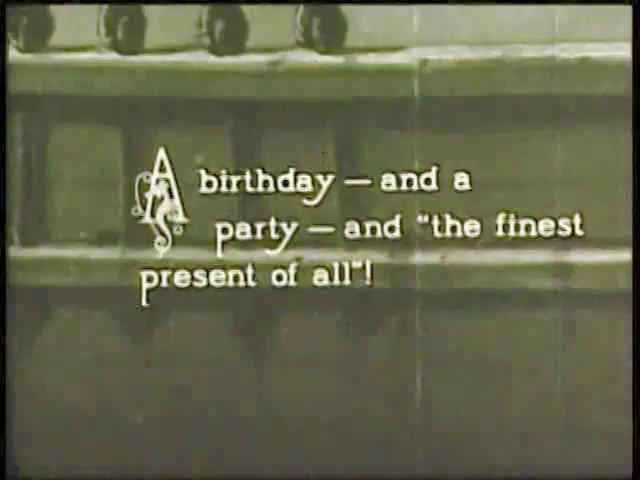 A birthday — and a
party — and "the finest
present of all"!